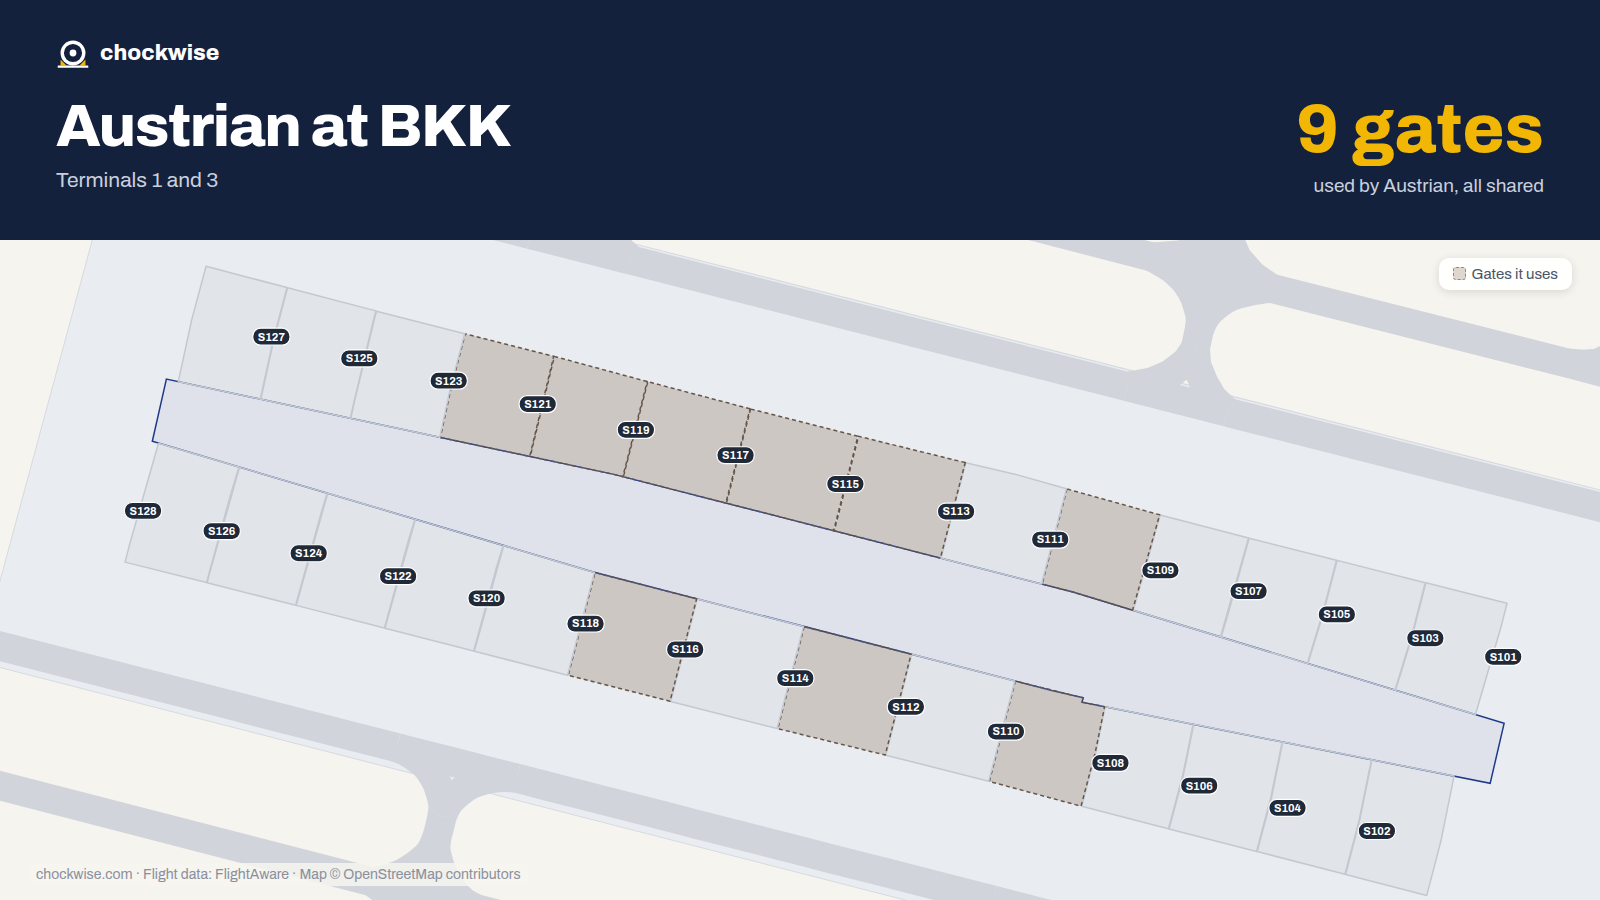 chockwise
Austrian at BKK
Terminals 1 and 3
9 gates
used by Austrian, all shared
Gates it uses
S127
S125
S123
S121
S119
S117
S115
S113
S111
S109
S107
S105
S103
S101
S128
S126
S124
S122
S120
S118
S116
S114
S112
S110
S108
S106
S104
S102
chockwise.com · Flight data: FlightAware · Map © OpenStreetMap contributors